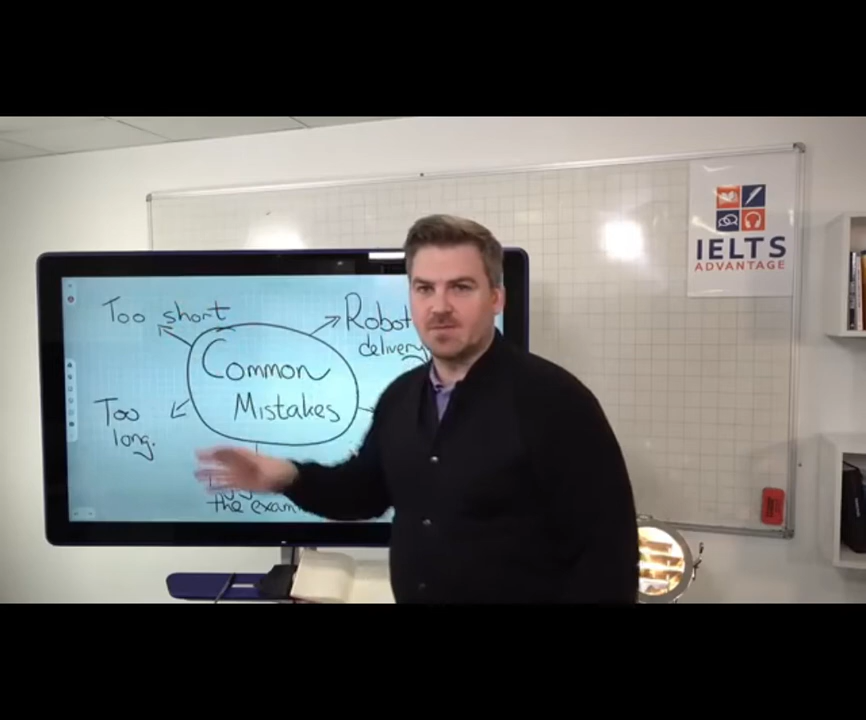 IELTS
ADVANTAGE
Too short
Robot
delivery
Common
Mistakes
Too
long.
the exam